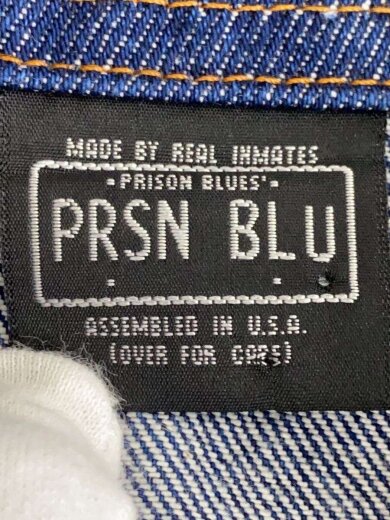 MADE BY REAL INMATES
PRISON BLUES'
PRSN BLU
ASSEMBLED IN U.S.A.
(OVER FOR CARE)